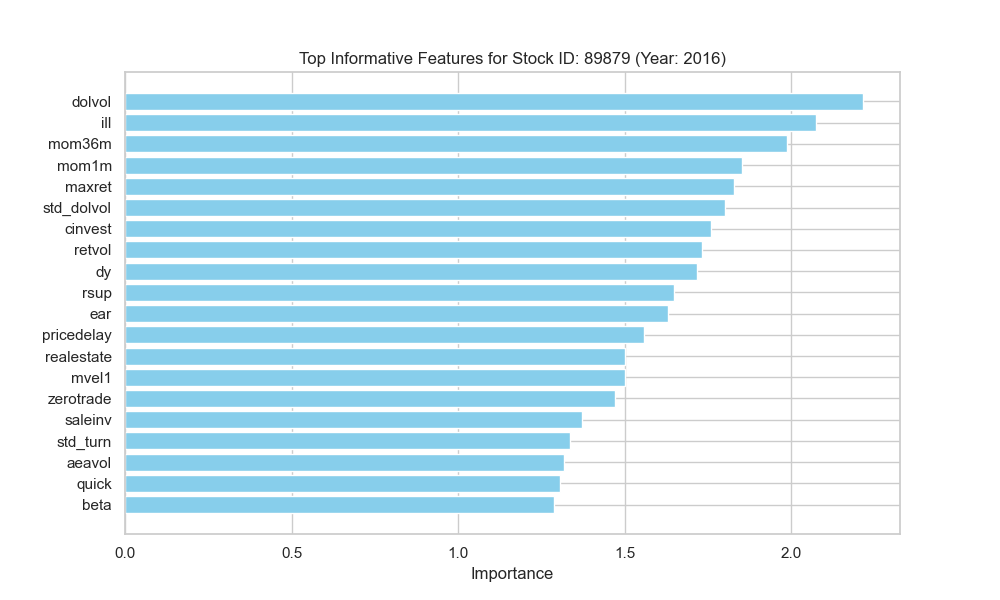 Top Informative Features for Stock ID: 89879 (Year: 2016)
dolvol
ill
mom36m
mom1m
maxret
std_dolvol
cinvest
retvol
dy
rsup
ear
pricedelay
realestate
mvel1
zerotrade
saleinv
std_turn
aeavol
quick
beta
0.0 0.5 1.0 1.5 2.0
Importance